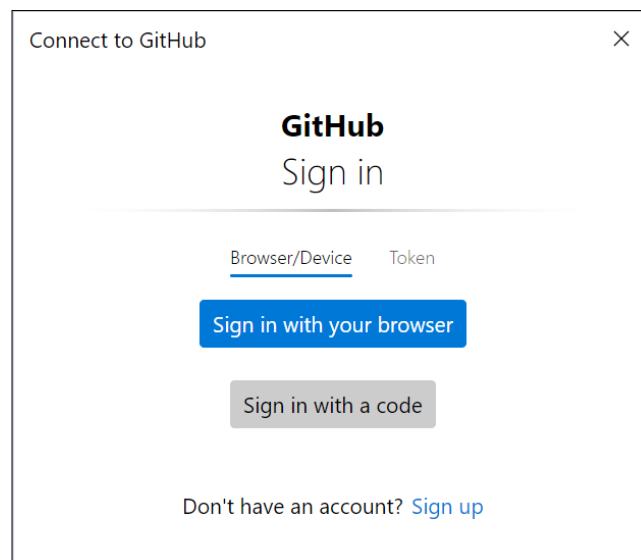 Connect to GitHub
GitHub
Sign in
Browser/Device Token
Sign in with your browser
Sign in with a code
Don't have an account? Sign up